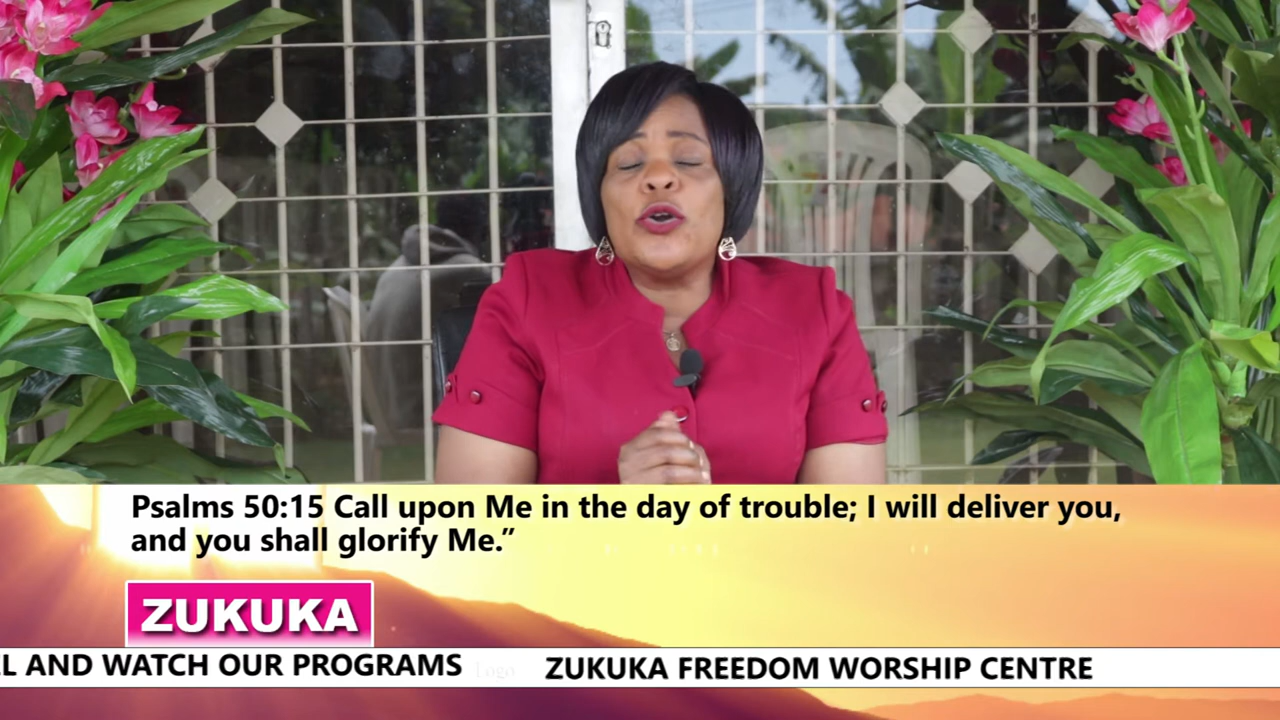 Psalms 50:15 Call upon Me in the day of trouble; I will deliver you,
and you shall glorify Me.”
ZUKUKA
L AND WATCH OUR PROGRAMS Logo ZUKUKA FREEDOM WORSHIP CENTRE